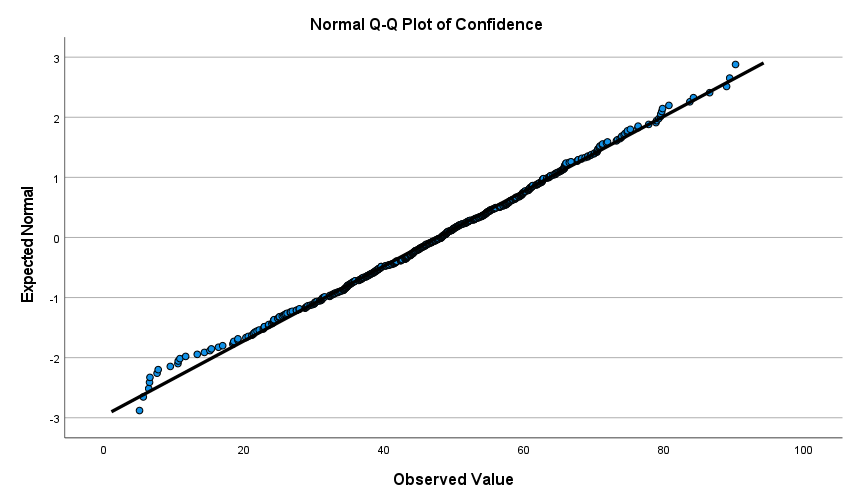 Normal Q-Q Plot of Confidence
Expected Normal
3
2
1
0
-1
-2
-3
0 20 40 60 80 100
Observed Value